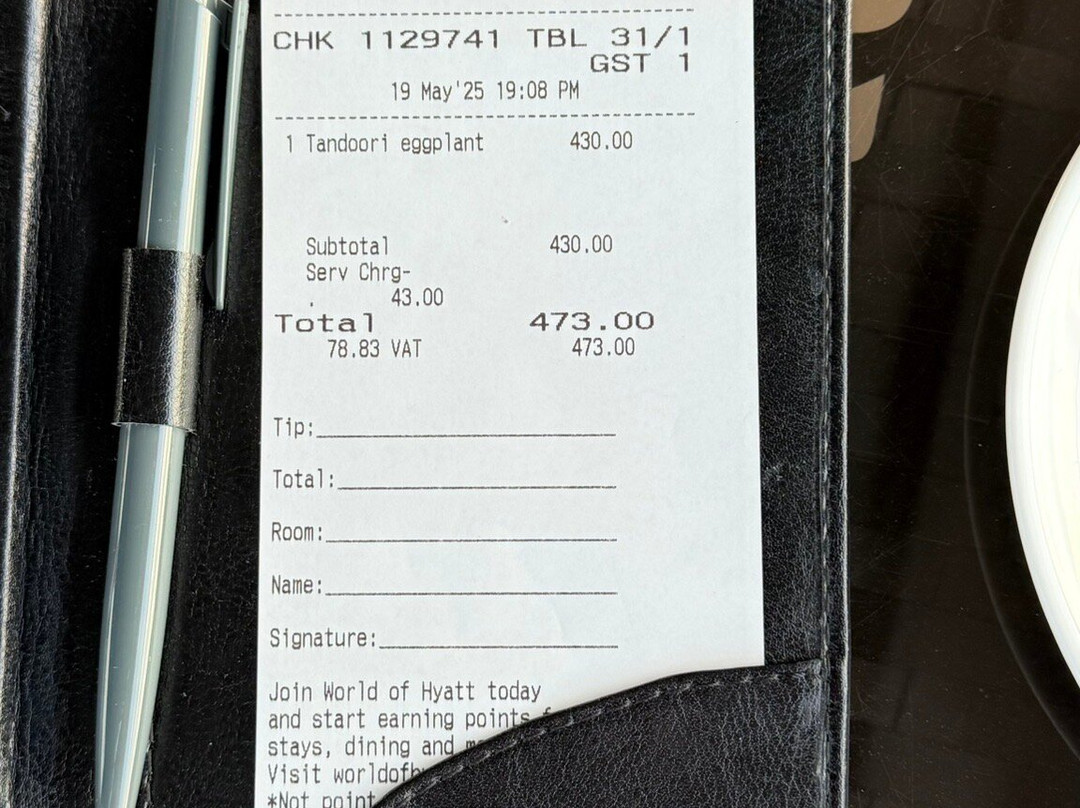 CHK 1129741 TBL 31/1
GST 1
19 May'25 19:08 PM
1 Tandoori eggplant 430.00
Subtotal 430.00
Serv Chrg-
. 43.00
Total 473.00
78.83 VAT 473.00
Tip:
Total:
Room:
Name:
Signature:
Join World of Hyatt today
and start earning points
stays, dining and
Visit
*Not point